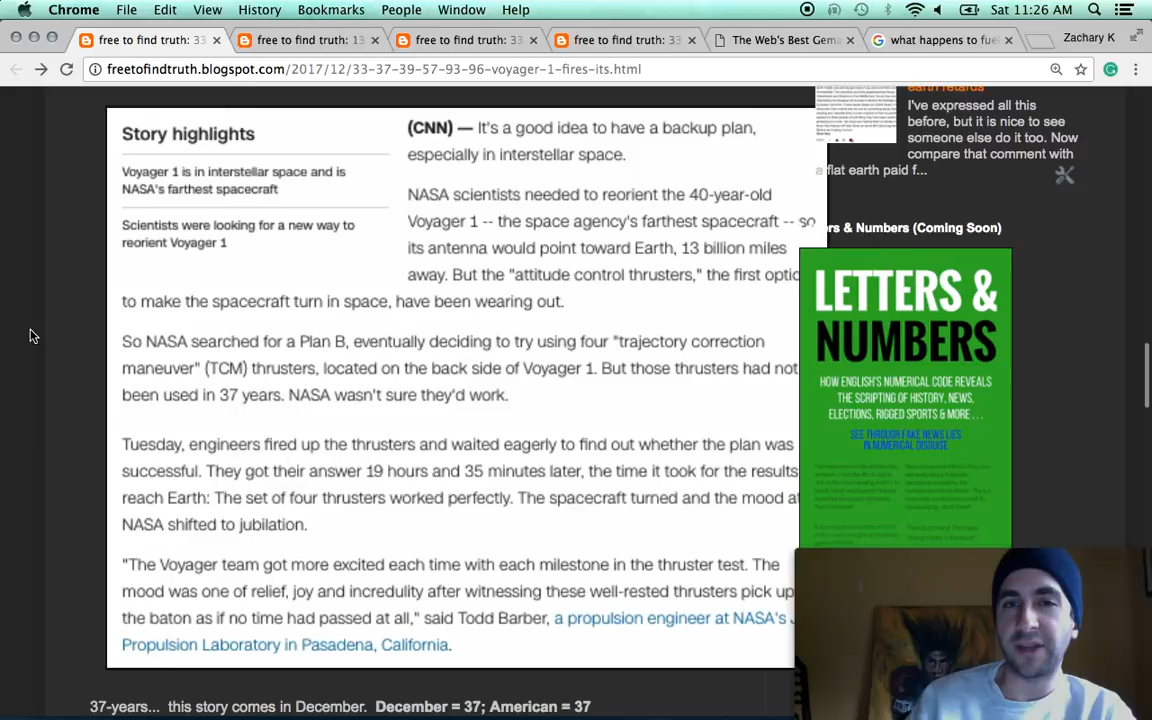 Chrome File Edit View History Bookmarks People Window Help Sat 11:26 AM
free to find truth: 33 free to find truth: 13 free to find truth: 33 free to find truth: 33 The Web's Best Gema what happens to fuel Zachary K
freetofindtruth.blogspot.com/2017/12/33-37-39-57-93-96-voyager-1-fires-its.html
Story highlights
Voyager 1 is in interstellar space and is
NASA's farthest spacecraft
Scientists were looking for a new way to
reorient Voyager 1
(CNN) — It's a good idea to have a backup plan,
especially in interstellar space.
NASA scientists needed to reorient the 40-year-old
Voyager 1 -- the space agency's farthest spacecraft -- so
its antenna would point toward Earth, 13 billion miles
away. But the "attitude control thrusters," the first optio
to make the spacecraft turn in space, have been wearing out.
So NASA searched for a Plan B, eventually deciding to try using four "trajectory correction
maneuver" (TCM) thrusters, located on the back side of Voyager 1. But those thrusters had not
been used in 37 years. NASA wasn't sure they'd work.
Tuesday, engineers fired up the thrusters and waited eagerly to find out whether the plan was
successful. They got their answer 19 hours and 35 minutes later, the time it took for the results
reach Earth: The set of four thrusters worked perfectly. The spacecraft turned and the mood at
NASA shifted to jubilation.
"The Voyager team got more excited each time with each milestone in the thruster test. The
mood was one of relief, joy and incredulity after witnessing these well-rested thrusters pick up
the baton as if no time had passed at all," said Todd Barber, a propulsion engineer at NASA's J
Propulsion Laboratory in Pasadena, California.
37-years... this story comes in December. December = 37; American = 37
earth retards
I've expressed all this
before, but it is nice to see
someone else do it too. Now
compare that comment with
a flat earth paid f...
rs & Numbers (Coming Soon)
LETTERS &
NUMBERS
HOW ENGLISH'S NUMERICAL CODE REVEALS
THE SCRIPTING OF HISTORY, NEWS,
ELECTIONS, RIGGED SPORTS & MORE . . .
SEE THROUGH FAKE NEWS LIES
IN NUMERICAL DISGUISE